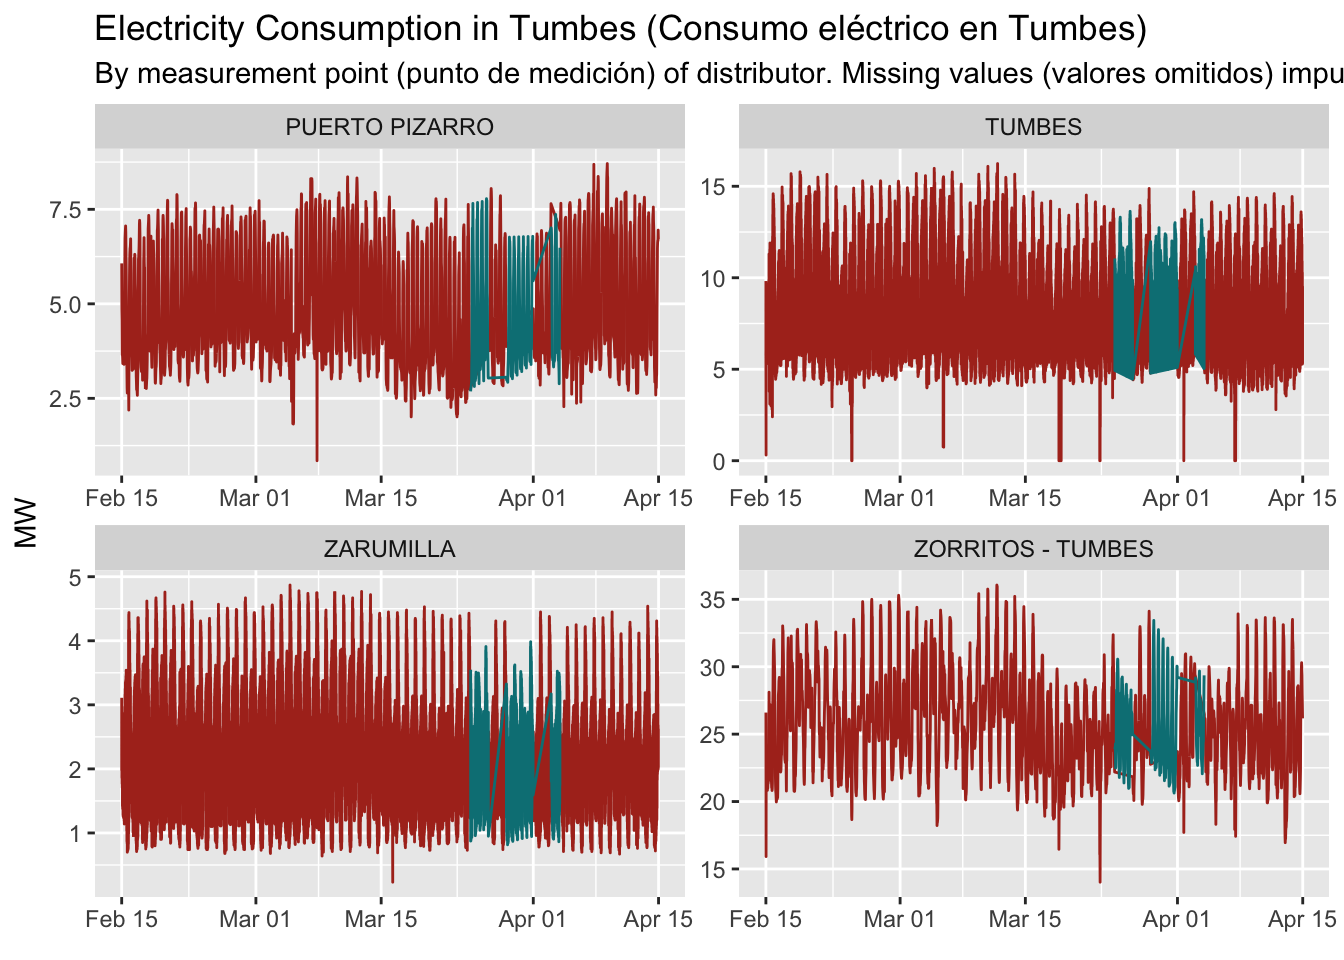 Electricity Consumption in Tumbes (Consumo eléctrico en Tumbes)
By measurement point (punto de medición) of distributor. Missing values (valores omitidos) impu
PUERTO PIZARRO
TUMBES
7.5
5.0
2.5
15
10
5
0
Feb 15 Mar 01 Mar 15 Apr 01 Apr 15
Feb 15 Mar 01 Mar 15 Apr 01 Apr 15
MW
ZARUMILLA
ZORRITOS - TUMBES
5
4
3
2
1
35
30
25
20
15
Feb 15 Mar 01 Mar 15 Apr 01 Apr 15
Feb 15 Mar 01 Mar 15 Apr 01 Apr 15